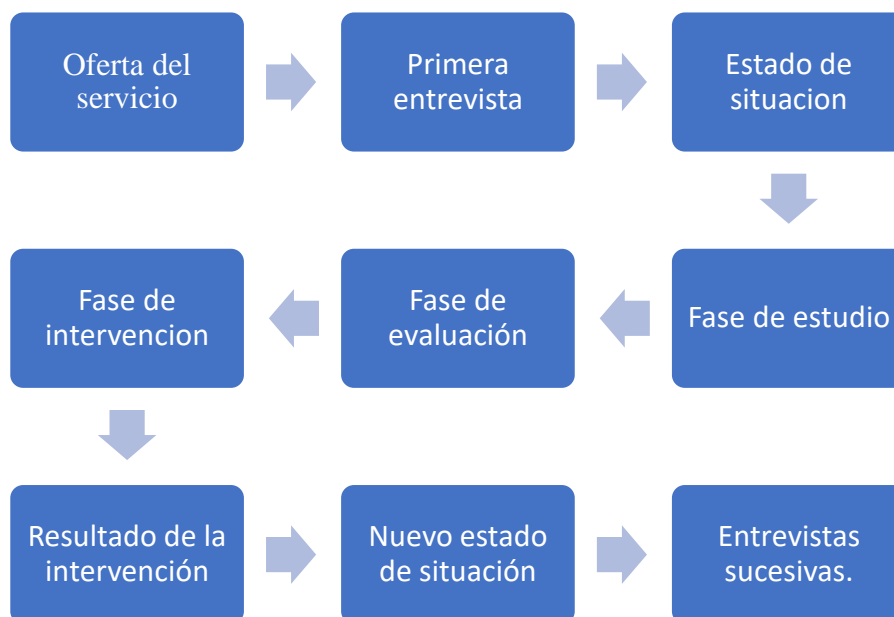 Oferta del
servicio
Primera
entrevista
Estado de
situacion
Fase de estudio
Fase de
evaluación
Fase de
intervencion
Resultado de la
intervención
Nuevo estado
de situación
Entrevistas
sucesivas.